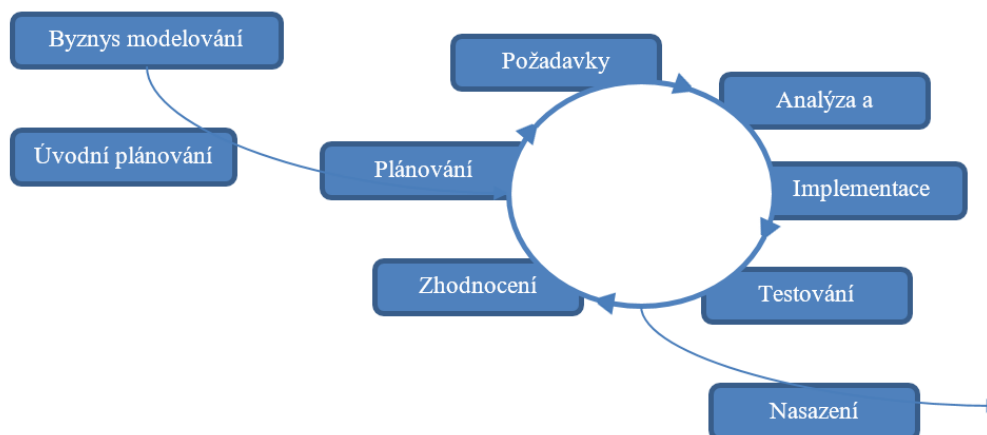 Byznys modelování
Úvodní plánování
Plánování
Požadavky
Analýza a
Implementace
Testování
Zhodnocení
Nasazení